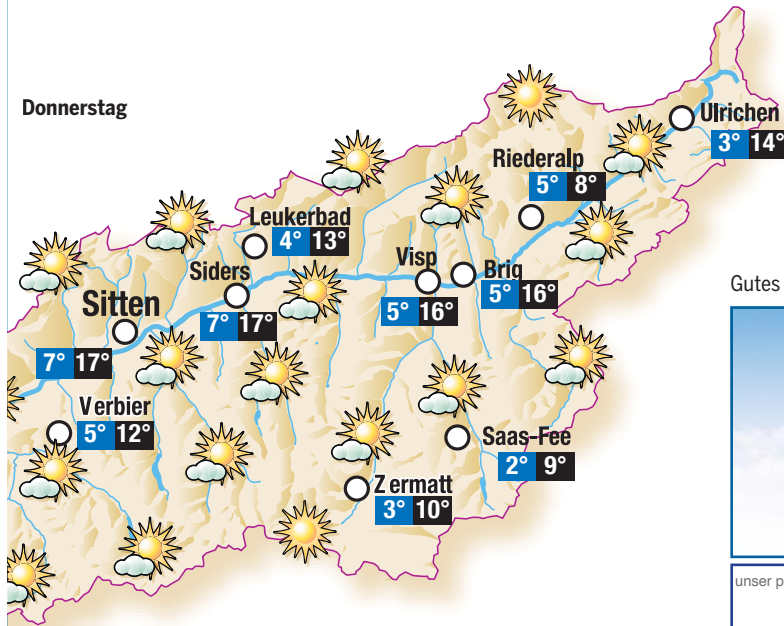 Donnerstag
Ulrichen
3° 14°
Riederalp
5° 8°
Leukerbad
4° 13°
Visp
5° 16°
Brig
5° 16°
Siders
7° 17°
Sitten
7° 17°
Verbier
5° 12°
Saas-Fee
2° 9°
Zermatt
3° 10°
Gutes
unser p